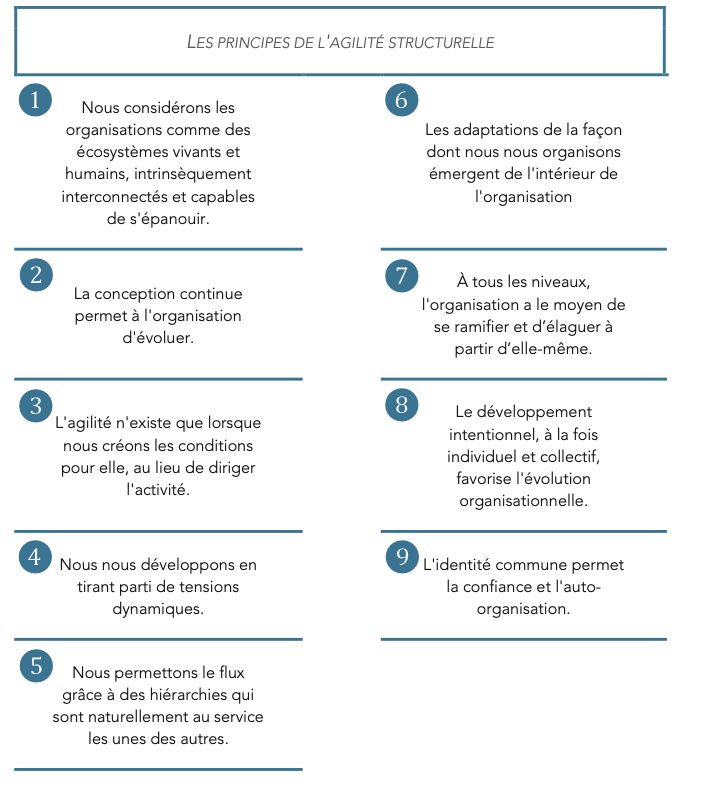 LES PRINCIPES DE L'AGILITÉ STRUCTURELLE
1
Nous considérons les
organisations comme des
écosystèmes vivants et
humains, intrinsèquement
interconnectés et capables
de s'épanouir.
2
La conception continue
permet à l'organisation
d'évoluer.
3
L'agilité n'existe que lorsque
nous créons les conditions
pour elle, au lieu de diriger
l'activité.
4
Nous nous développons en
tirant parti de tensions
dynamiques.
5
Nous permettons le flux
grâce à des hiérarchies qui
sont naturellement au service
les unes des autres.
6
Les adaptations de la façon
dont nous nous organisons
émergent de l'intérieur de
l'organisation
7
À tous les niveaux,
l'organisation a le moyen de
se ramifier et d’élaguer à
partir d’elle-même.
8
Le développement
intentionnel, à la fois
individuel et collectif,
favorise l'évolution
organisationnelle.
9
L'identité commune permet
la confiance et l'auto-
organisation.